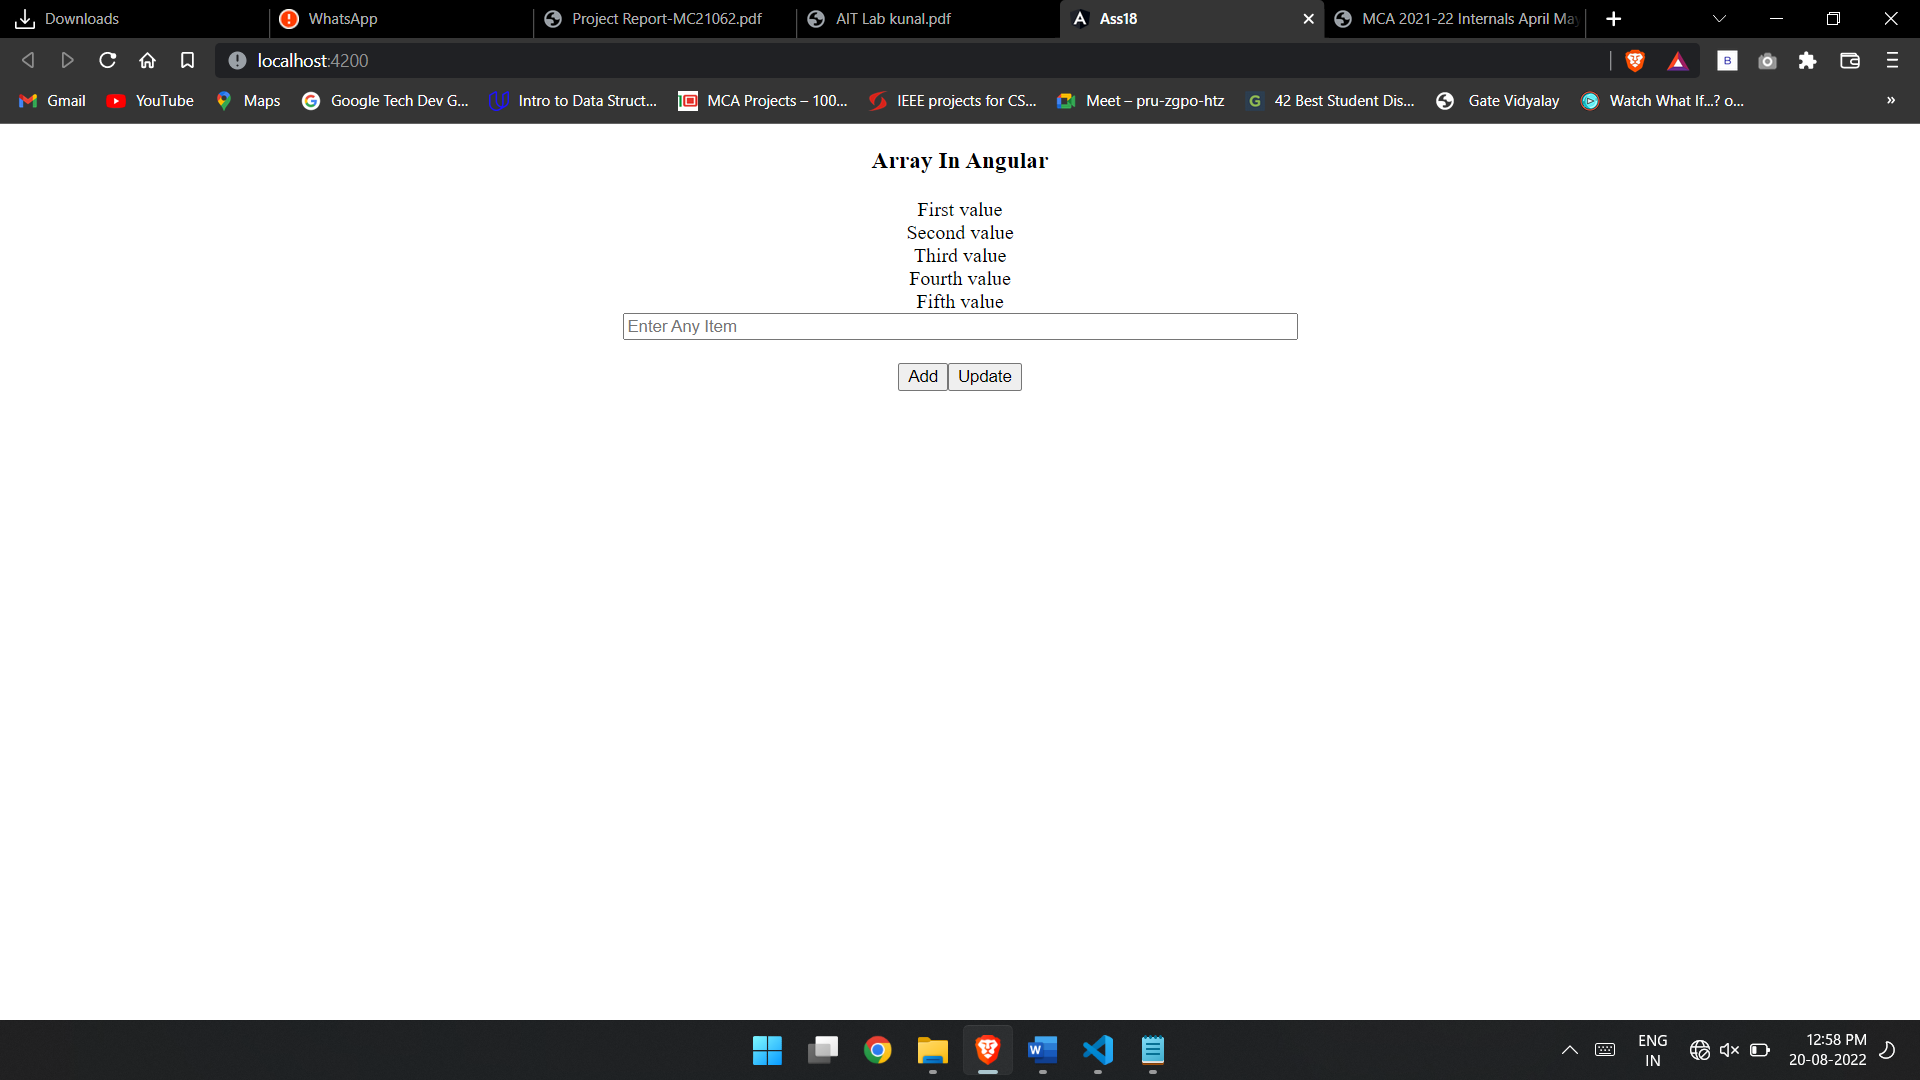 Downloads
WhatsApp
Project Report-MC21062.pdf
AIT Lab kunal.pdf
Ass18
MCA 2021-22 Internals April May
localhost:4200
B
Gmail
YouTube
Maps
Google Tech Dev G...
Intro to Data Struct...
MCA Projects – 100...
IEEE projects for CS...
Meet – pru-zgpo-htz
42 Best Student Dis...
Gate Vidyalay
Watch What If...? o...
»
Array In Angular
First value
Second value
Third value
Fourth value
Fifth value
Enter Any Item
Add
Update
ENG
IN
12:58 PM
20-08-2022